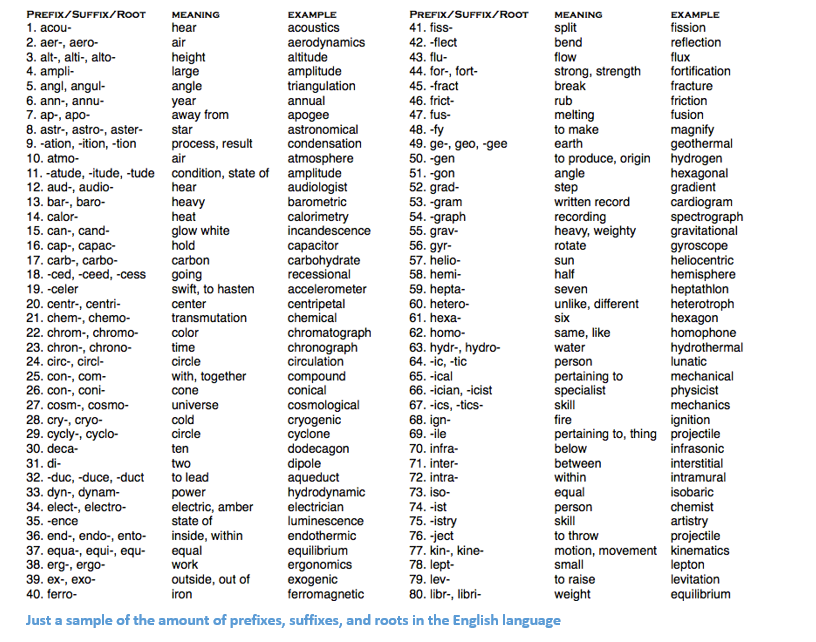 PREFIX/SUFFIX/ROOT MEANING EXAMPLE
1. acou- hear acoustics
2. aer-, aero- air aerodynamics
3. alt-, alti-, alto- height altitude
4. ampli- large amplitude
5. angl, angul- angle triangulation
6. ann-, annu- year annual
7. ap-, apo- away from apogee
8. astr-, astro-, aster- star astronomical
9. -ation, -ition, -tion process, result condensation
10. atmo- air atmosphere
11. -atude, -itude, -tude condition, state of amplitude
12. aud-, audio- hear audiologist
13. bar-, baro- heavy barometric
14. calor- heat calorimetry
15. can-, cand- glow white incandescence
16. cap-, capac- hold capacitor
17. carb-, carbo- carbon carbohydrate
18. -ced, -ceed, -cess going recessional
19. -celer swift, to hasten accelerometer
20. centr-, centri- center centripetal
21. chem-, chemo- transmutation chemical
22. chrom-, chromo- color chromatograph
23. chron-, chrono- time chronograph
24. circ-, circl- circle circulation
25. con-, com- with, together compound
26. con-, coni- cone conical
27. cosm-, cosmo- universe cosmological
28. cry-, cryo- cold cryogenic
29. cycly-, cyclo- circle cyclone
30. deca- ten dodecagon
31. di- two dipole
32. -duc, -duce, -duct to lead aqueduct
33. dyn-, dynam- power hydrodynamic
34. elect-, electro- electric, amber electrician
35. -ence state of luminescence
36. end-, endo-, ento- inside, within endothermic
37. equa-, equi-, equ- equal equilibrium
38. erg-, ergo- work ergonomics
39. ex-, exo- outside, out of exogenic
40. ferro- iron ferromagnetic
PREFIX/SUFFIX/ROOT MEANING EXAMPLE
41. fiss- split fission
42. -flect bend reflection
43. flu- flow flux
44. for-, fort- strong, strength fortification
45. -fract break fracture
46. frict- rub friction
47. fus- melting fusion
48. -fy to make magnify
49. ge-, geo, -gee earth geothermal
50. -gen to produce, origin hydrogen
51. -gon angle hexagonal
52. grad- step gradient
53. -gram written record cardiogram
54. -graph recording spectrograph
55. grav- heavy, weighty gravitational
56. gyr- rotate gyroscope
57. helio- sun heliocentric
58. hemi- half hemisphere
59. hepta- seven heptathlon
60. hetero- unlike, different heterotroph
61. hexa- six hexagon
62. homo- same, like homophone
63. hydr-, hydro- water hydrothermal
64. -ic, -tic person lunatic
65. -ical pertaining to mechanical
66. -ician, -icist specialist physicist
67. -ics, -tics- skill mechanics
68. ign- fire ignition
69. -ile pertaining to, thing projectile
70. infra- below infrasonic
71. inter- between interstitial
72. intra- within intramural
73. iso- equal isobaric
74. -ist person chemist
75. -istry skill artistry
76. -ject to throw projectile
77. kin-, kine- motion, movement kinematics
78. lept- small lepton
79. lev- to raise levitation
80. libr-, libri- weight equilibrium
Just a sample of the amount of prefixes, suffixes, and roots in the English language